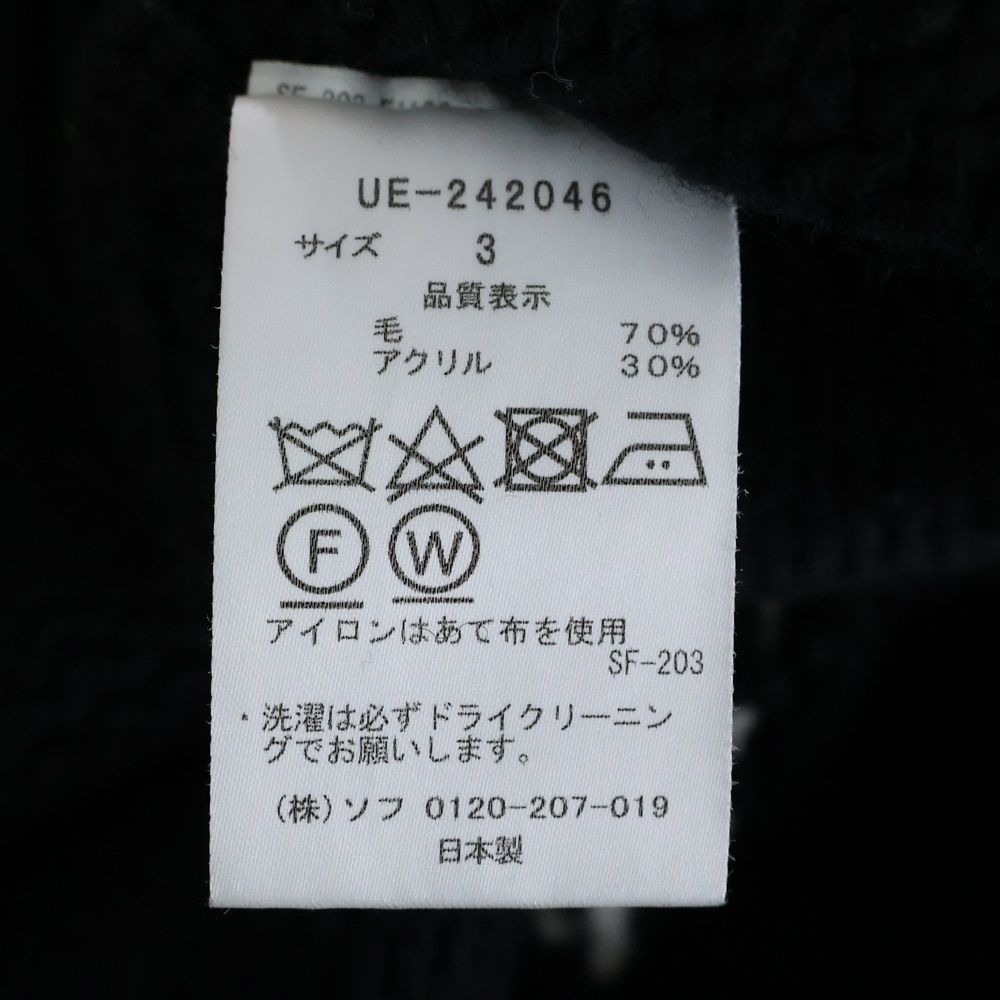 UE-242046
サイズ 3
品質表示
毛 70%
アクリル 30%
F W
アイロンはあて布を使用
SF-203
・洗濯は必ずドライクリーニン
グでお願いします。
(株)ソフ 0120-207-019
日本製